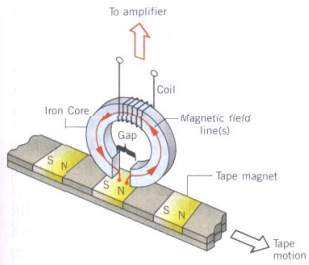 To amplifier
Coil
Iron Core
Magnetic field
line(s)
Gap
S N
Tape magnet
S N
S N
Tape
motion